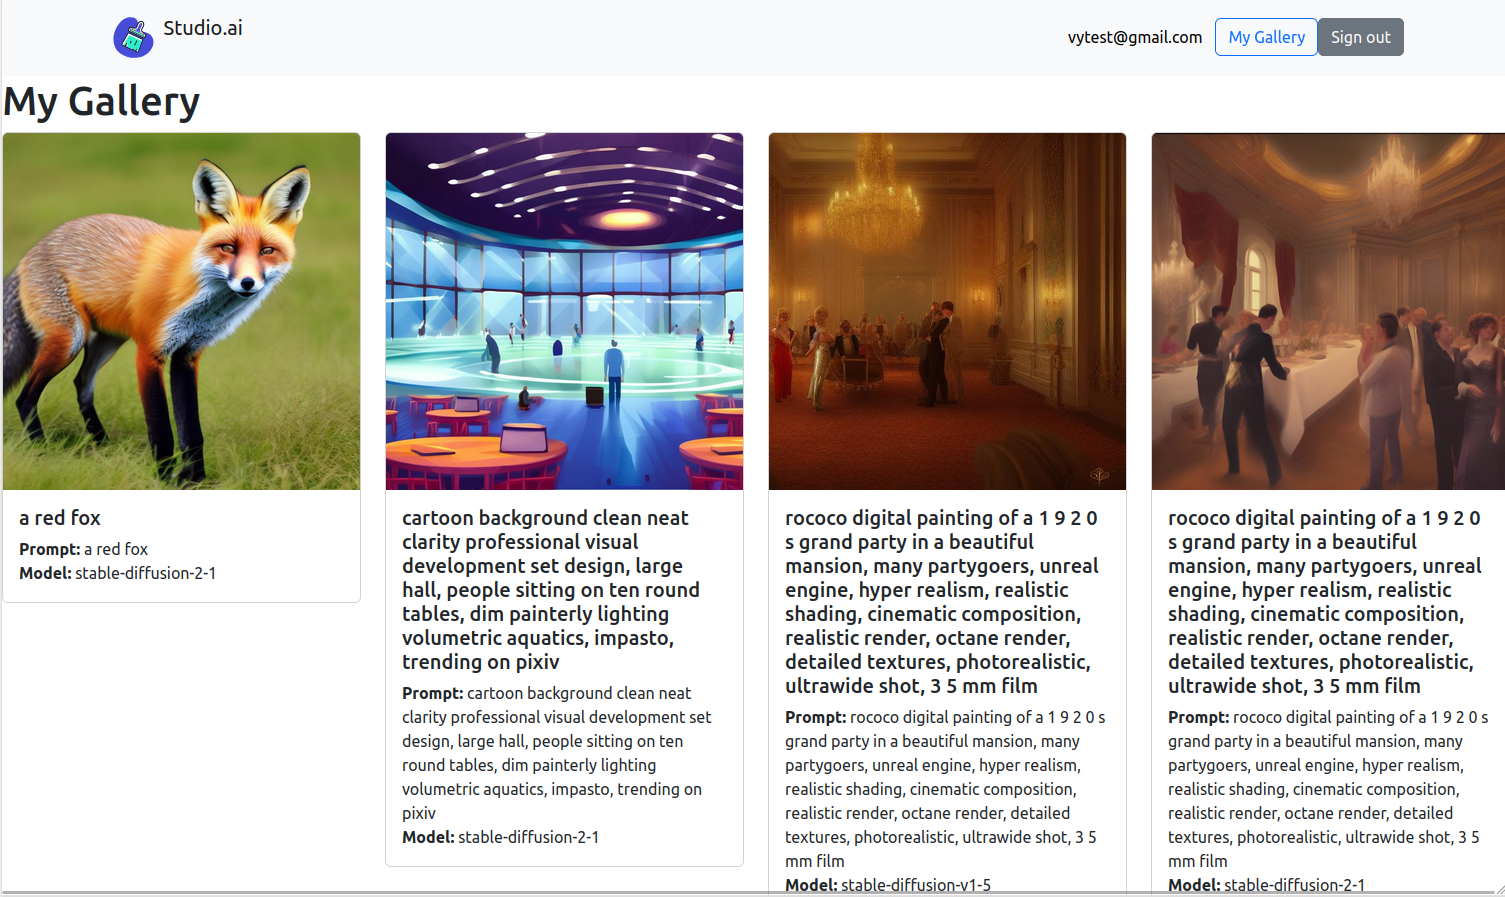 Studio.ai
vytest@gmail.com
My Gallery
Sign out
My Gallery
a red fox
Prompt: a red fox
Model: stable-diffusion-2-1
cartoon background clean neat
clarity professional visual
development set design, large
hall, people sitting on ten round
tables, dim painterly lighting
volumetric aquatics, impasto,
trending on pixiv
Prompt: cartoon background clean neat
clarity professional visual development set
design, large hall, people sitting on ten
round tables, dim painterly lighting
volumetric aquatics, impasto, trending on
pixiv
Model: stable-diffusion-2-1
rococo digital painting of a 1 9 2 0
s grand party in a beautiful
mansion, many partygoers, unreal
engine, hyper realism, realistic
shading, cinematic composition,
realistic render, octane render,
detailed textures, photorealistic,
ultrawide shot, 3 5 mm film
Prompt: rococo digital painting of a 1 9 2 0 s
grand party in a beautiful mansion, many
partygoers, unreal engine, hyper realism,
realistic shading, cinematic composition,
realistic render, octane render, detailed
textures, photorealistic, ultrawide shot, 3 5
mm film
Model: stable-diffusion-v1-5
rococo digital painting of a 1 9 2 0
s grand party in a beautiful
mansion, many partygoers, unreal
engine, hyper realism, realistic
shading, cinematic composition,
realistic render, octane render,
detailed textures, photorealistic,
ultrawide shot, 3 5 mm film
Prompt: rococo digital painting of a 1 9 2 0 s
grand party in a beautiful mansion, many
partygoers, unreal engine, hyper realism,
realistic shading, cinematic composition,
realistic render, octane render, detailed
textures, photorealistic, ultrawide shot, 3 5
mm film
Model: stable-diffusion-2-1